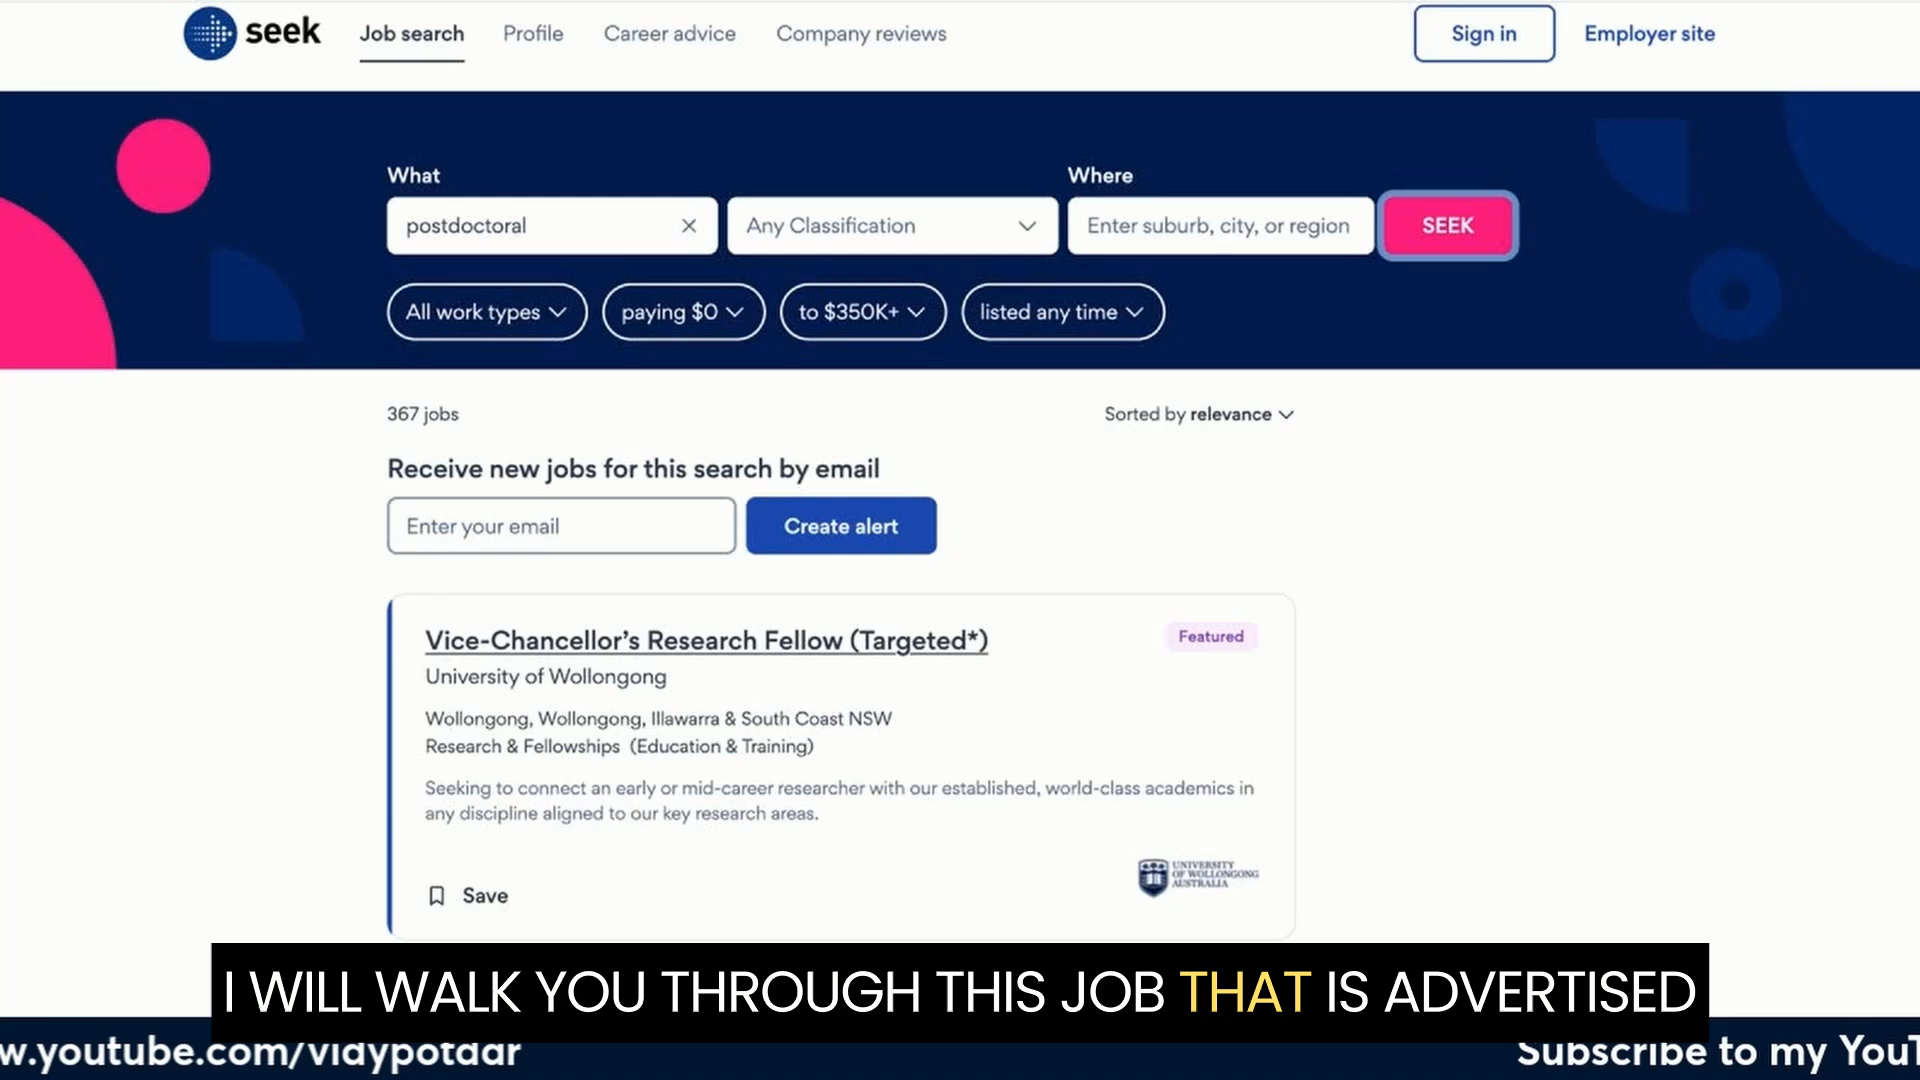 seek Job search Profile Career advice Company reviews Sign in Employer site
What Where
postdoctoral Any Classification Enter suburb, city, or region SEEK
All work types paying $0 to $350K+ listed any time
367 jobs Sorted by relevance
Receive new jobs for this search by email
Enter your email Create alert
Vice-Chancellor's Research Fellow (Targeted*) Featured
University of Wollongong
Wollongong, Wollongong, Illawarra & South Coast NSW
Research & Fellowships (Education & Training)
Seeking to connect an early or mid-career researcher with our established, world-class academics in
any discipline aligned to our key research areas.
UNIVERSITY
OF WOLLONGONG
AUSTRALIA
Save
I WILL WALK YOU THROUGH THIS JOB THAT IS ADVERTISED
w.youtube.com/vidypotdar Subscribe to my YouT